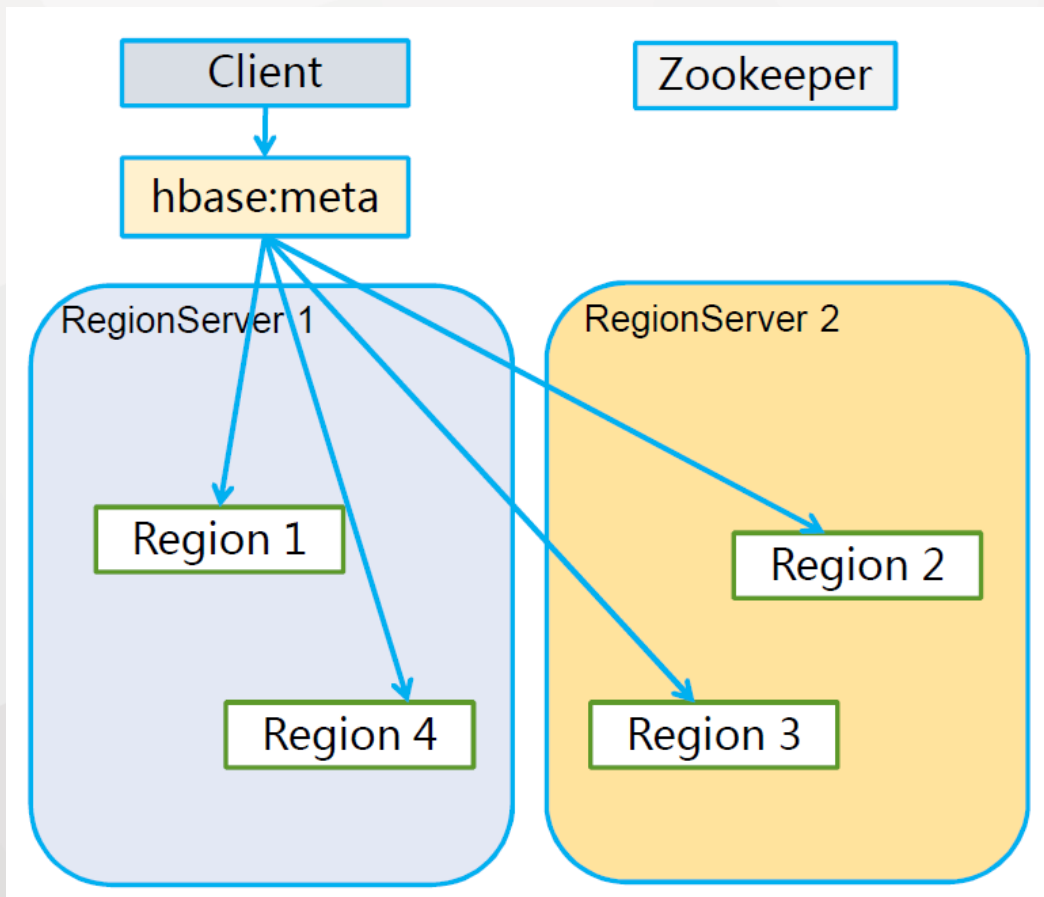 Client
Zookeeper
hbase:meta
RegionServer 1
RegionServer 2
Region 1
Region 2
Region 4
Region 3